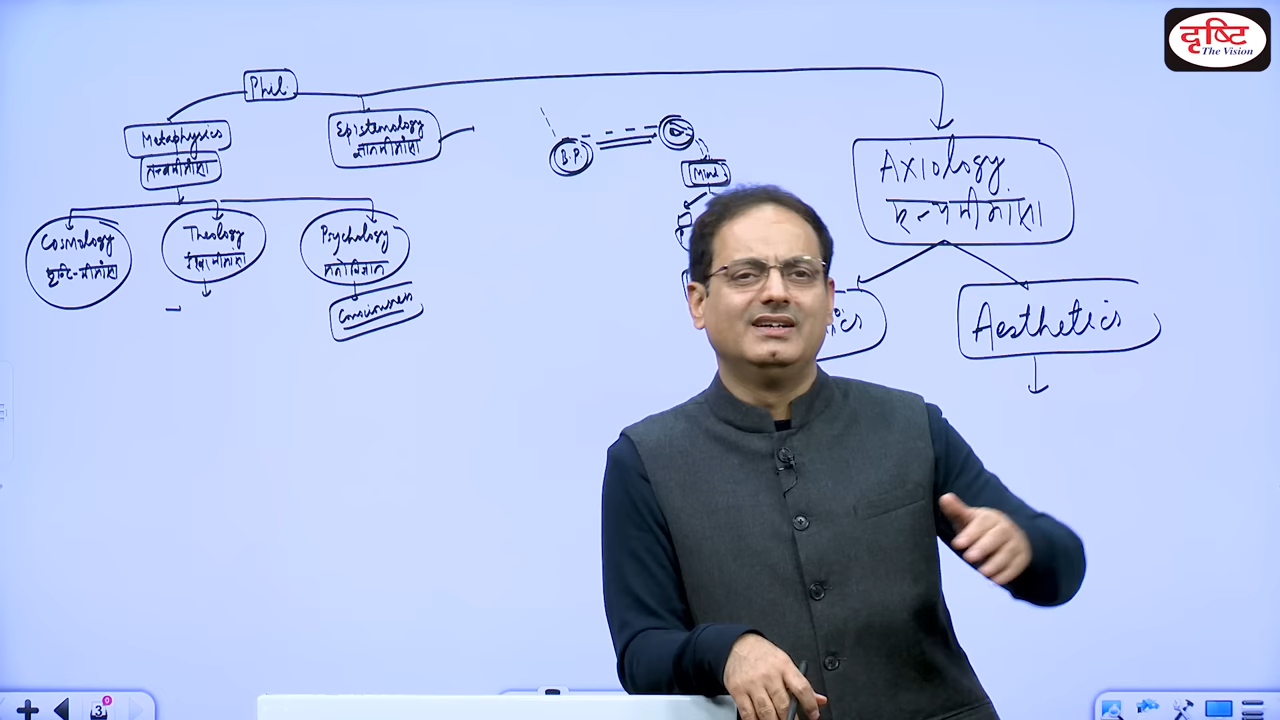 दृष्टि
The Vision
Phil.
Metaphysics
तत्त्वमीमांसा
Epistemology
ज्ञानमीमांसा
B.P.
Mind
Axiology
मूल्यमीमांसा
Cosmology
सृष्टि-मीमांसा
Theology
ईश्वरमीमांसा
Psychology
मनोविज्ञान
Consciousness
Aesthetics
3